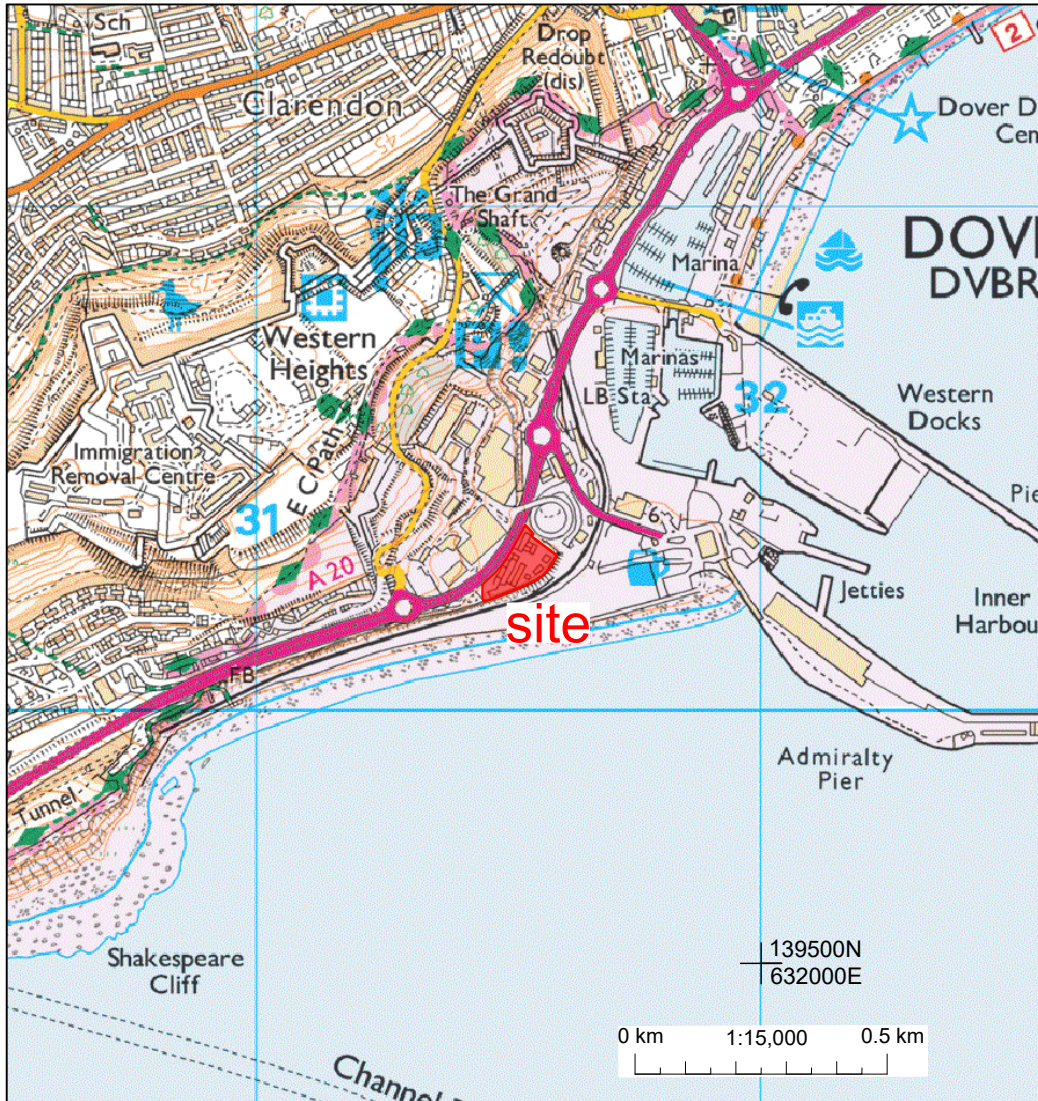 Sch
Drop
Redoubt
(dis)
2
Clarendon
45
Dover D
Cen
The Grand
Shaft
DOV
DVBR
Marina
75
Western
Heights
Marinas
LB Sta
32
Western
Docks
Immigration
Removal Centre
E C Path
Pie
31
6
A 20
Jetties
Inner
Harbou
site
FB
Admiralty
Pier
Tunnel
139500N
632000E
Shakespeare
Cliff
0 km 1:15,000 0.5 km
Channel